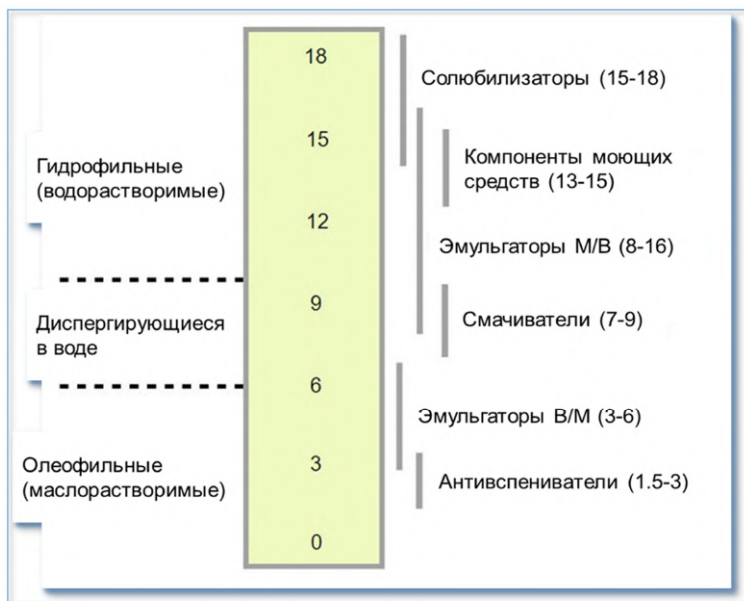 18
15
12
9
6
3
0
Гидрофильные
(водорастворимые)
Диспергирующиеся
в воде
Олеофильные
(маслорастворимые)
Солюбилизаторы (15-18)
Компоненты моющих
средств (13-15)
Эмульгаторы М/В (8-16)
Смачиватели (7-9)
Эмульгаторы В/М (3-6)
Антивспениватели (1.5-3)